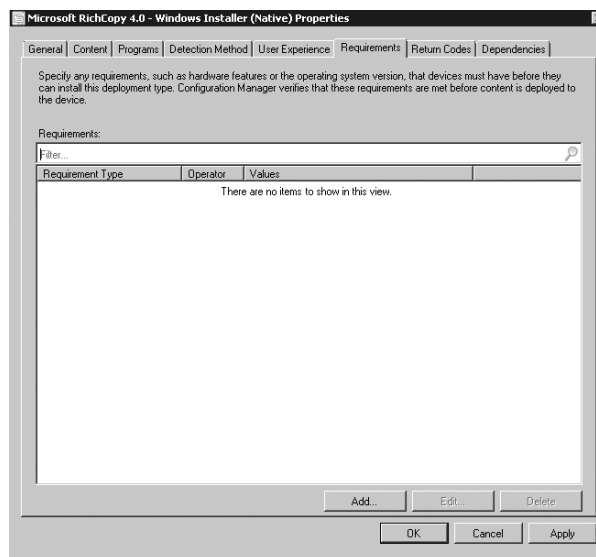 Microsoft RichCopy 4.0 - Windows Installer (Native) Properties
General Content Programs Detection Method User Experience Requirements Return Codes Dependencies
Specify any requirements, such as hardware features or the operating system version, that devices must have before they
can install this deployment type. Configuration Manager verifies that these requirements are met before content is deployed to
the device.
Requirements:
Filter...
Requirement Type Operator Values
There are no items to show in this view.
Add... Edit... Delete
OK Cancel Apply